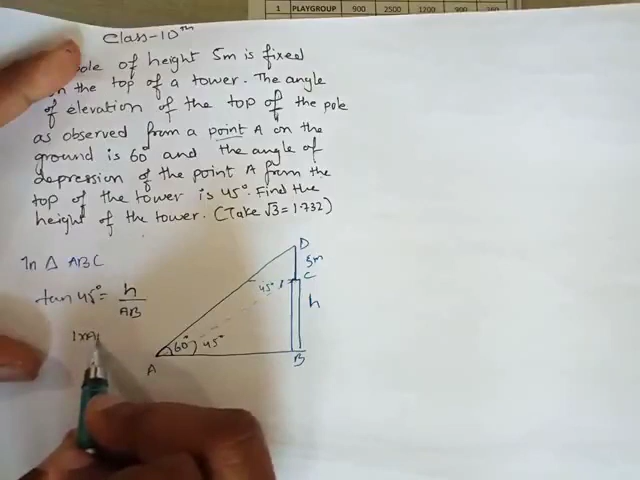 1 PLAYGROUP 900 2500 1200 900
Class-10th
pole of height 5m is fixed
on the top of a tower. The angle
of elevation of the top of the pole
as observed from a point A on the
ground is 60° and the angle of
depression of the point A from the
top of the tower is 45°. Find the
height of the tower. (Take √3 = 1.732)
In Δ ABC
tan 45° = h / AB
1×A
D
5m
C
45°
h
60°
45°
A
B